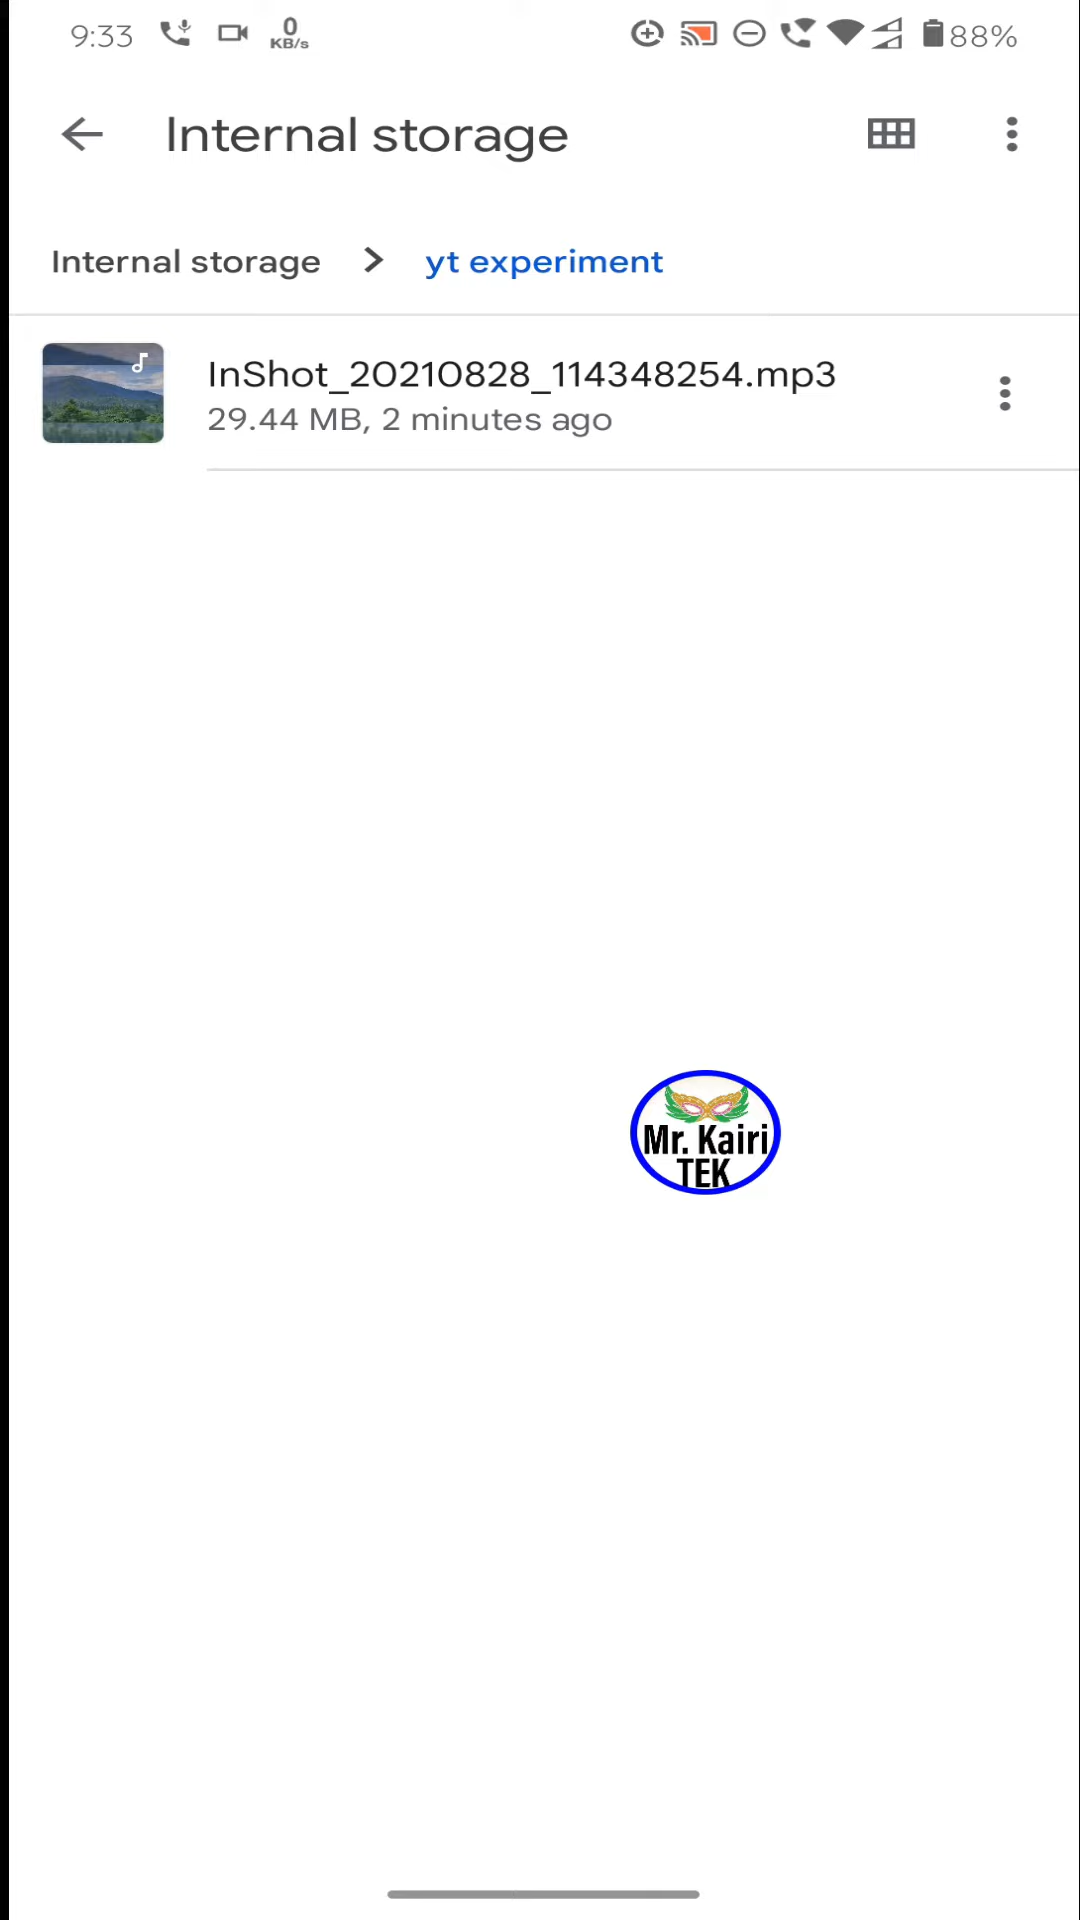 9:33 0 KB/s 88%
Internal storage
Internal storage > yt experiment
InShot_20210828_114348254.mp3
29.44 MB, 2 minutes ago
Mr. Kairi
TEK